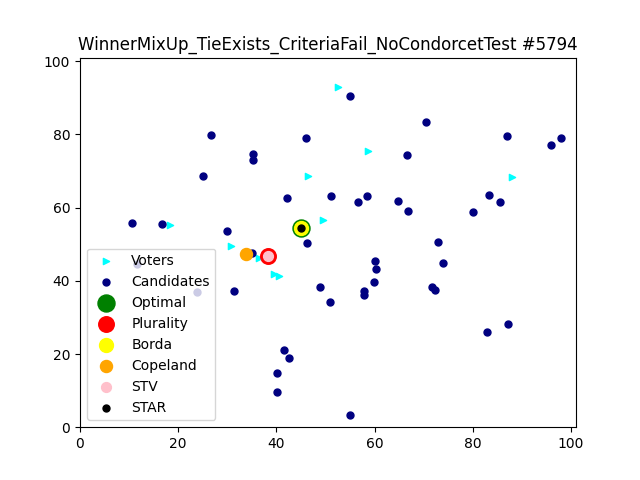 WinnerMixUp_TieExists_CriteriaFail_NoCondorcetTest #5794
100
80
60
40
20
0
Voters
Candidates
Optimal
Plurality
Borda
Copeland
STV
STAR
0 20 40 60 80 100